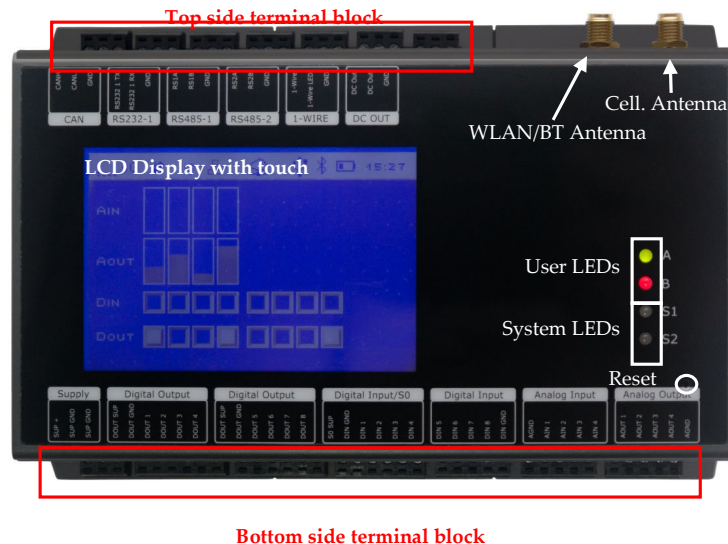 Top side terminal block
Cell. Antenna
WLAN/BT Antenna
CANH
CANL
GND
RS232 1 TX
RS232 1 RX
GND
RS1A
RS1B
GND
RS2A
RS2B
GND
1-Wire
1-Wire LED
GND
DC Out
DC Out
GND
CAN
RS232-1
RS485-1
RS485-2
1-WIRE
DC OUT
LCD Display with touch
15:27
AIN
AOUT
DIN
DOUT
User LEDs
A
B
System LEDs
S1
S2
Reset
Supply
Digital Output
Digital Output
Digital Input/S0
Digital Input
Analog Input
Analog Output
SUP +
SUP GND
SUP GND
DOUT SUP
DOUT GND
DOUT 1
DOUT 2
DOUT 3
DOUT 4
DOUT SUP
DOUT GND
DOUT 5
DOUT 6
DOUT 7
DOUT 8
S0 SUP
DIN GND
DIN 1
DIN 2
DIN 3
DIN 4
DIN 5
DIN 6
DIN 7
DIN 8
DIN GND
AGND
AIN 1
AIN 2
AIN 3
AIN 4
AOUT 1
AOUT 2
AOUT 3
AOUT 4
AGND
Bottom side terminal block